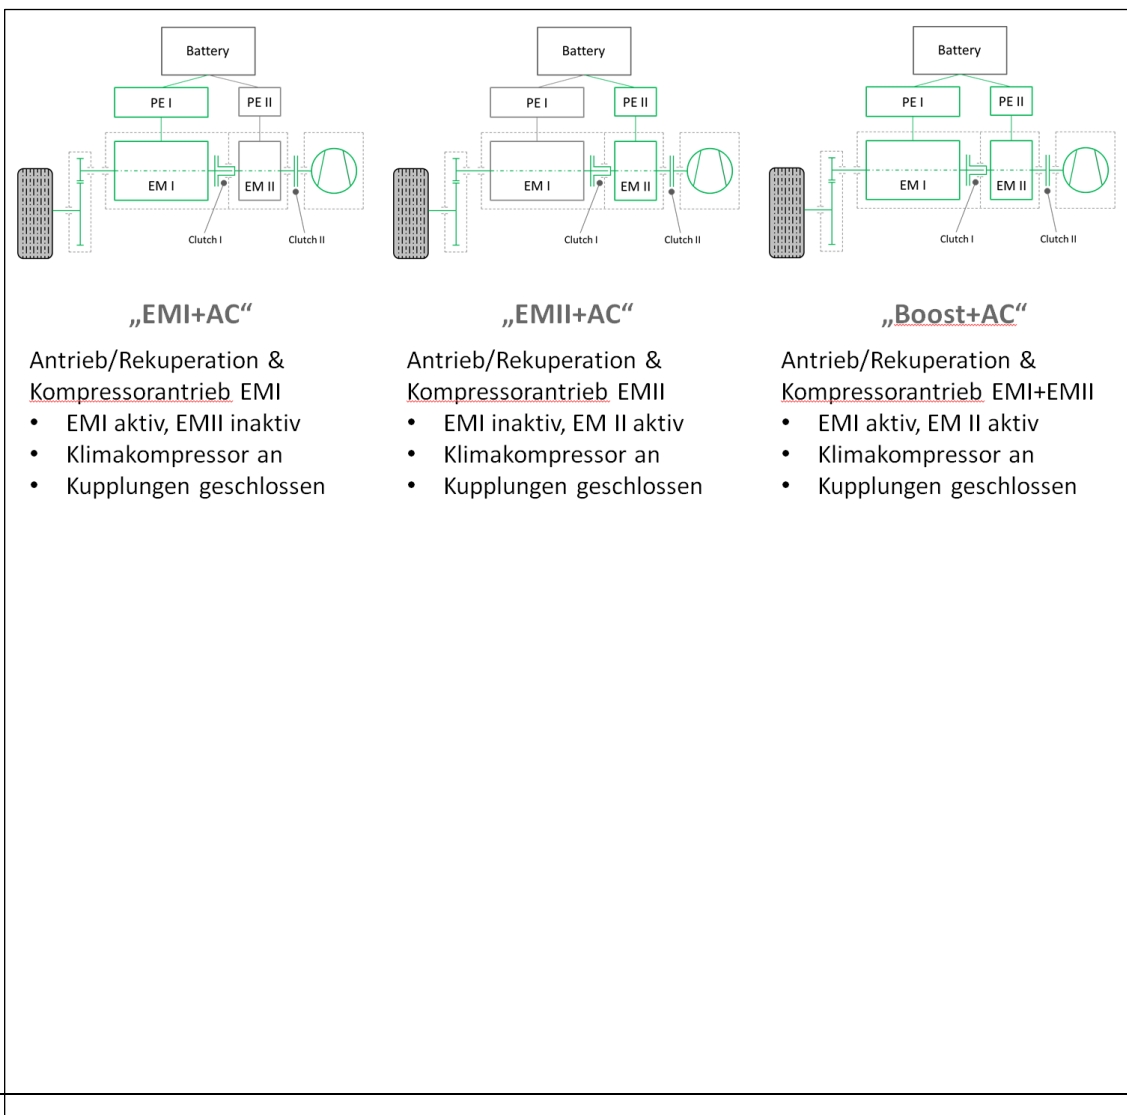 Battery
PE I
PE II
EM I
EM II
Clutch I
Clutch II
„EMI+AC“
Antrieb/Rekuperation &
Kompressorantrieb EMI
• EMI aktiv, EMII inaktiv
• Klimakompressor an
• Kupplungen geschlossen
Battery
PE I
PE II
EM I
EM II
Clutch I
Clutch II
„EMII+AC“
Antrieb/Rekuperation &
Kompressorantrieb EMII
• EMI inaktiv, EM II aktiv
• Klimakompressor an
• Kupplungen geschlossen
Battery
PE I
PE II
EM I
EM II
Clutch I
Clutch II
„Boost+AC“
Antrieb/Rekuperation &
Kompressorantrieb EMI+EMII
• EMI aktiv, EM II aktiv
• Klimakompressor an
• Kupplungen geschlossen